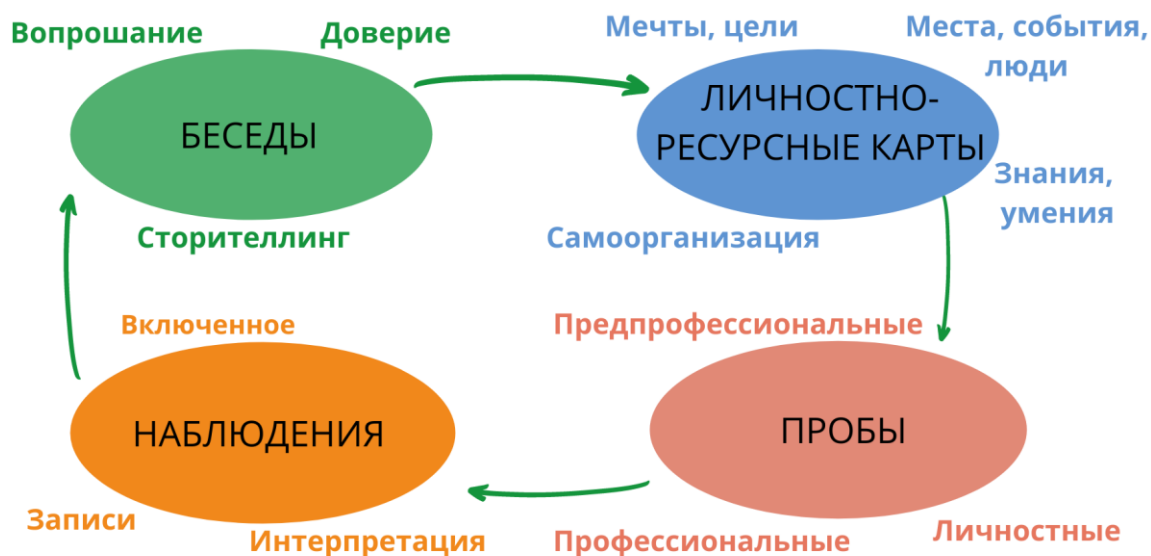 Вопрошание
Доверие
БЕСЕДЫ
Сторителлинг
Мечты, цели
Места, события,
люди
ЛИЧНОСТНО-
РЕСУРСНЫЕ КАРТЫ
Знания,
умения
Самоорганизация
Включенное
НАБЛЮДЕНИЯ
Записи
Интерпретация
Предпрофессиональные
ПРОБЫ
Профессиональные
Личностные